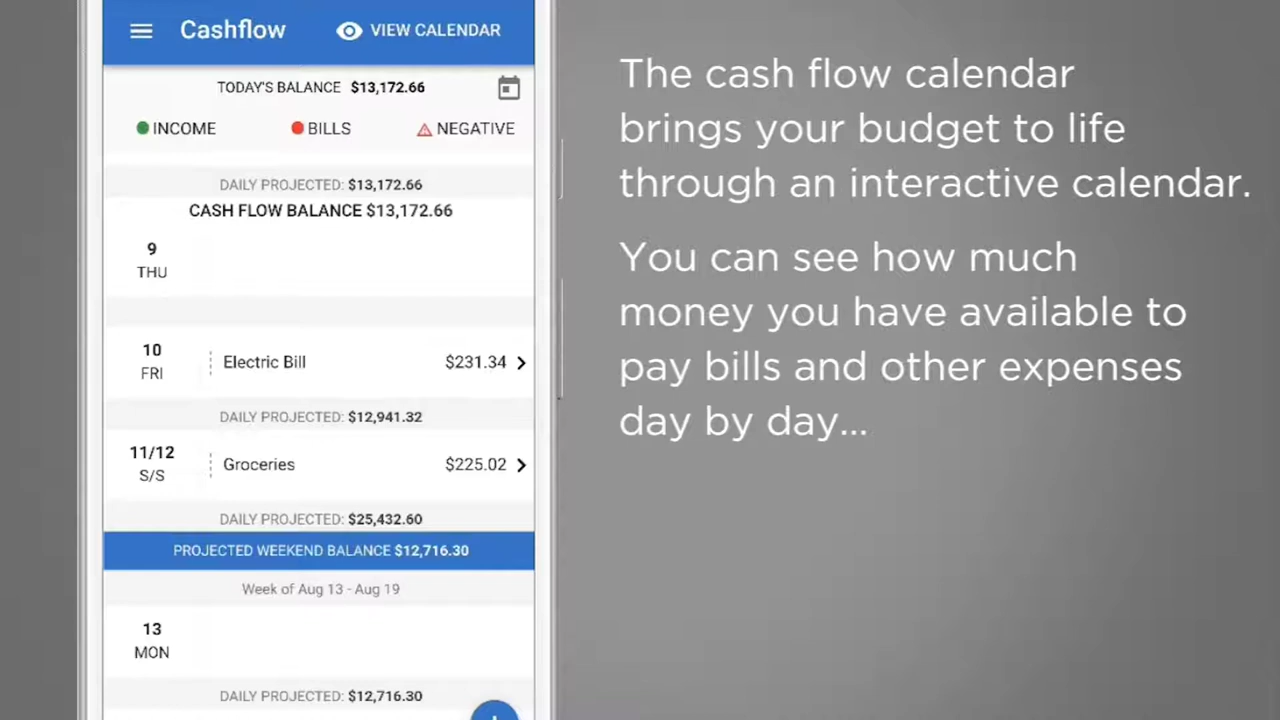 Cashflow
VIEW CALENDAR
TODAY'S BALANCE $13,172.66
INCOME
BILLS
NEGATIVE
DAILY PROJECTED: $13,172.66
CASH FLOW BALANCE $13,172.66
9
THU
10
FRI
Electric Bill
$231.34
DAILY PROJECTED: $12,941.32
11/12
S/S
Groceries
$225.02
DAILY PROJECTED: $25,432.60
PROJECTED WEEKEND BALANCE $12,716.30
Week of Aug 13 - Aug 19
13
MON
DAILY PROJECTED: $12,716.30
The cash flow calendar
brings your budget to life
through an interactive calendar.
You can see how much
money you have available to
pay bills and other expenses
day by day...